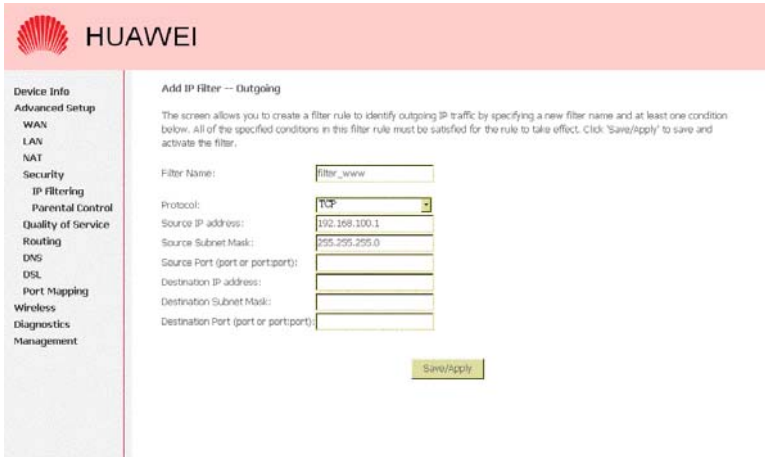 HUAWEI
Device Info
Advanced Setup
WAN
LAN
NAT
Security
IP Filtering
Parental Control
Quality of Service
Routing
DNS
DSL
Port Mapping
Wireless
Diagnostics
Management
Add IP Filter -- Outgoing
The screen allows you to create a filter rule to identify outgoing IP traffic by specifying a new filter name and at least one condition
below. All of the specified conditions in this filter rule must be satisfied for the rule to take effect. Click 'Save/Apply' to save and
activate the filter.
Filter Name: filter_www
Protocol: TCP
Source IP address: 192.168.100.1
Source Subnet Mask: 255.255.255.0
Source Port (port or port:port):
Destination IP address:
Destination Subnet Mask:
Destination Port (port or port:port):
Save/Apply